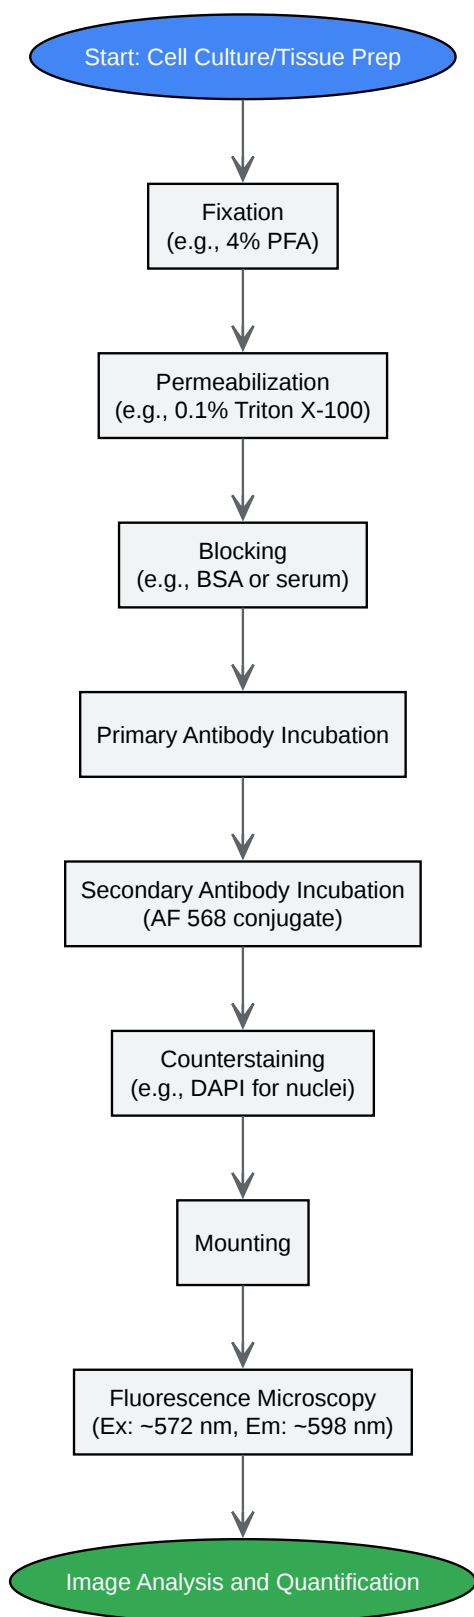 Start: Cell Culture/Tissue Prep
Fixation
(e.g., 4% PFA)
Permeabilization
(e.g., 0.1% Triton X-100)
Blocking
(e.g., BSA or serum)
Primary Antibody Incubation
Secondary Antibody Incubation
(AF 568 conjugate)
Counterstaining
(e.g., DAPI for nuclei)
Mounting
Fluorescence Microscopy
(Ex: ~572 nm, Em: ~598 nm)
Image Analysis and Quantification